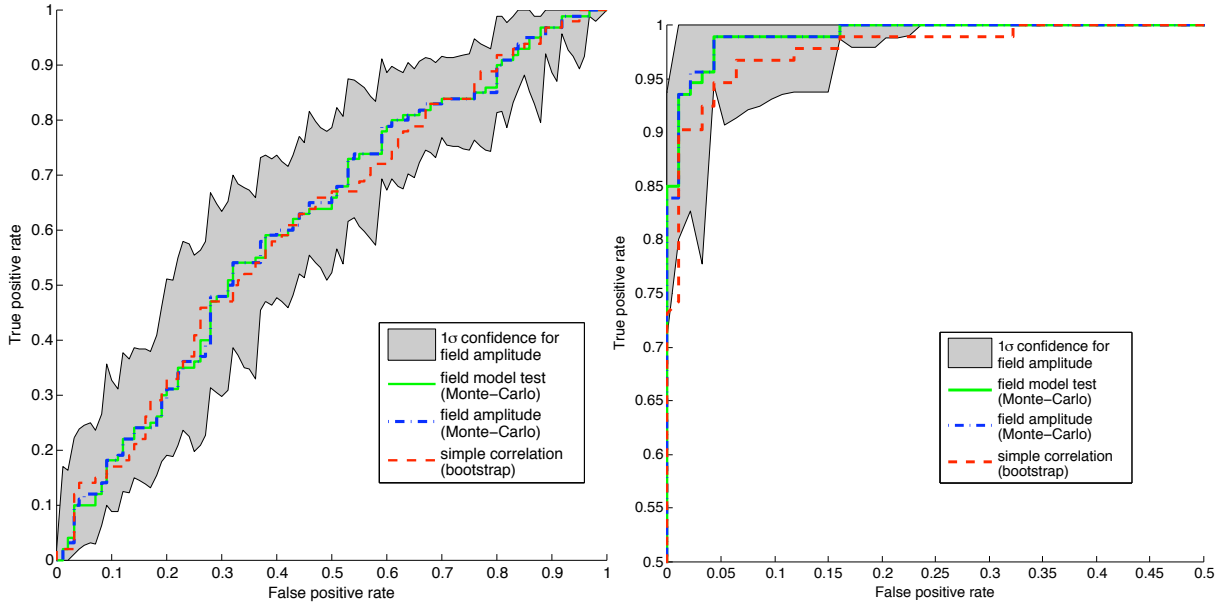 1
0.9
0.8
0.7
0.6
0.5
0.4
0.3
0.2
0.1
0
True positive rate
0 0.1 0.2 0.3 0.4 0.5 0.6 0.7 0.8 0.9 1
False positive rate
1σ confidence for
field amplitude
field model test
(Monte−Carlo)
field amplitude
(Monte−Carlo)
simple correlation
(bootstrap)
1
0.95
0.9
0.85
0.8
0.75
0.7
0.65
0.6
0.55
0.5
True positive rate
0 0.05 0.1 0.15 0.2 0.25 0.3 0.35 0.4 0.45 0.5
False positive rate
1σ confidence for
field amplitude
field model test
(Monte−Carlo)
field amplitude
(Monte−Carlo)
simple correlation
(bootstrap)